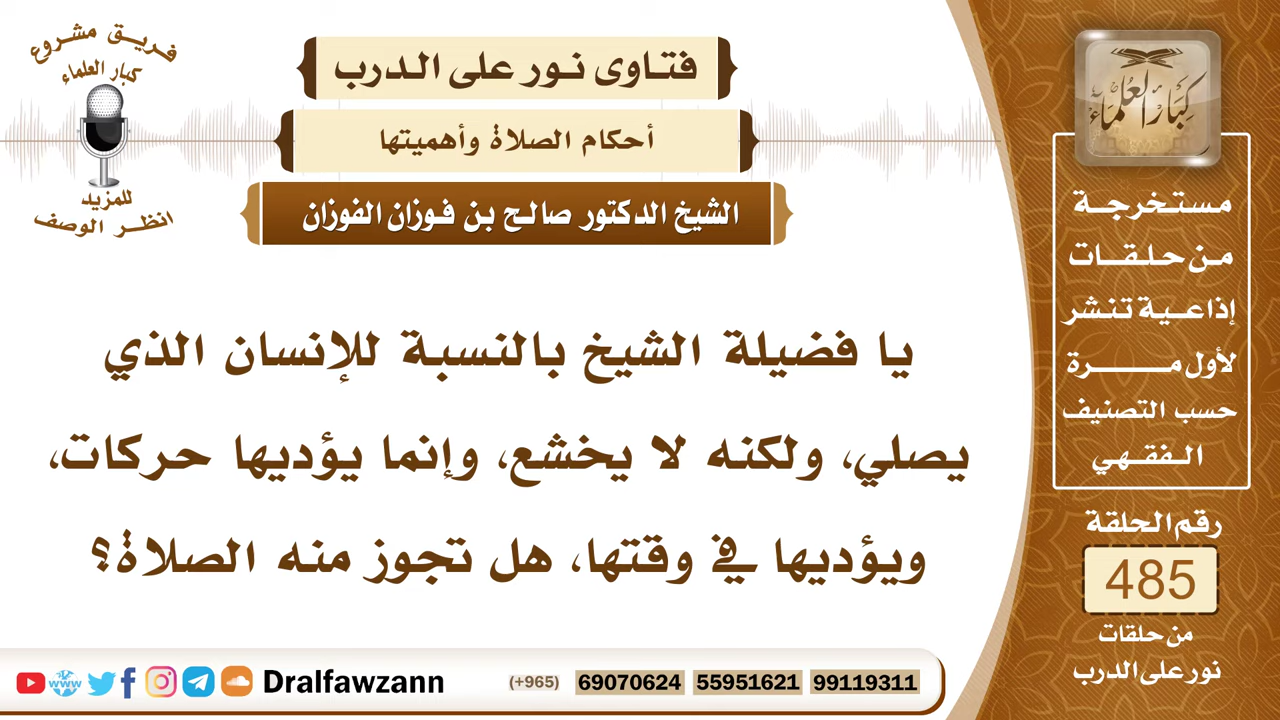 فريق مشروع
كبار العلماء
للمزيد
انظر الوصف
فتاوى نور على الدرب
أحكام الصلاة وأهميتها
الشيخ الدكتور صالح بن فوزان الفوزان
يا فضيلة الشيخ بالنسبة للإنسان الذي
يصلي، ولكنه لا يخشع، وإنما يؤديها حركات،
ويؤديها في وقتها، هل تجوز منه الصلاة؟
كبار العلماء
مستخرجة
من حلقات
إذاعية تنشر
لأول مرة
حسب التصنيف
الفقهي
رقم الحلقة
485
من حلقات
نور على الدرب
www Dralfawzann (+965) 69070624 55951621 99119311